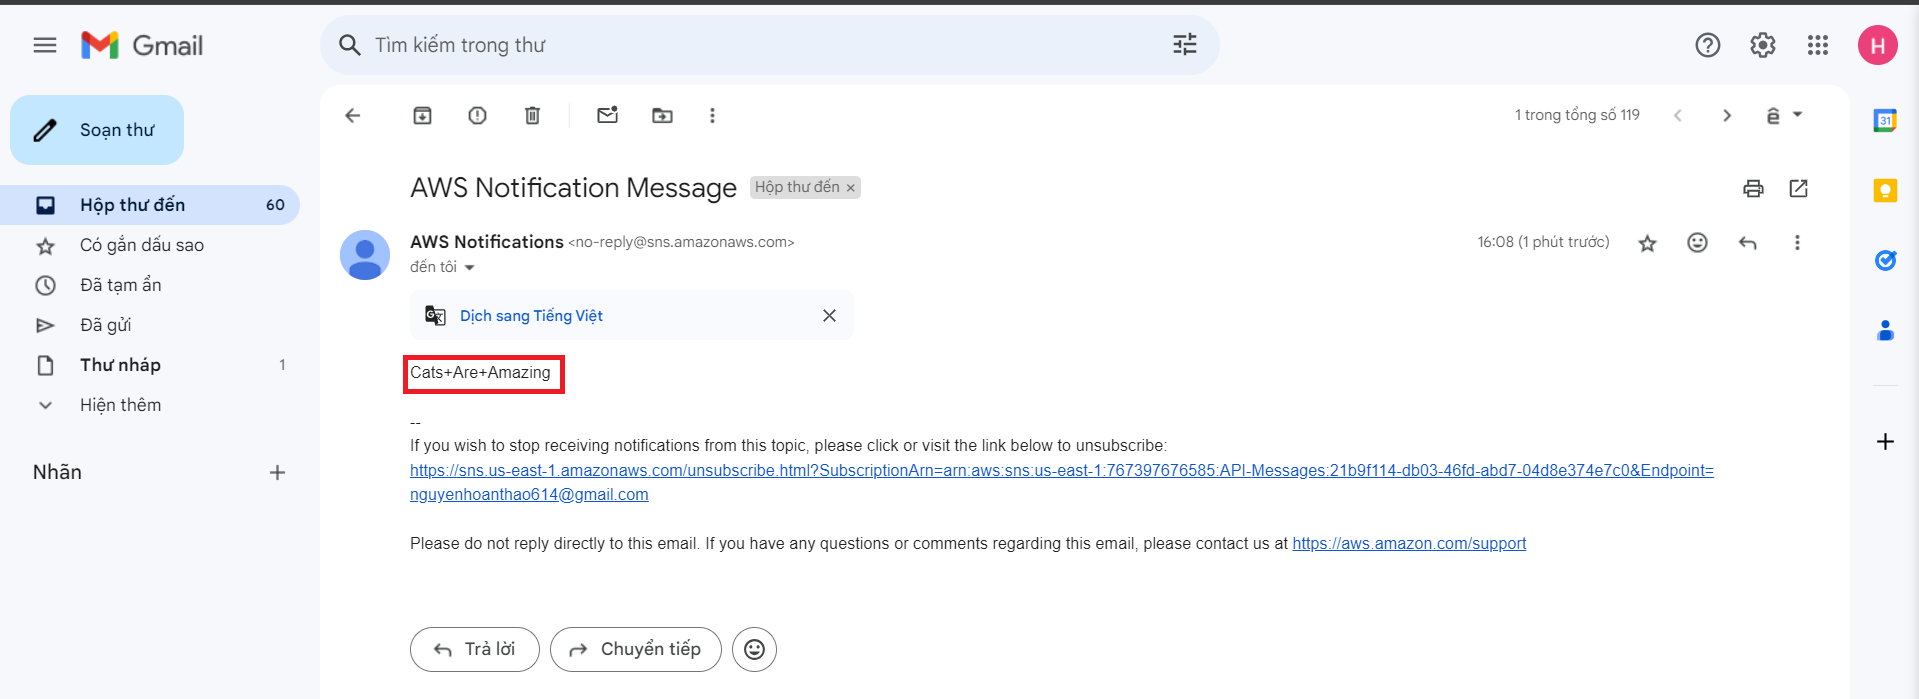 Gmail
Tìm kiếm trong thư
H
Soạn thư
1 trong tổng số 119
ê
31
AWS Notification Message Hộp thư đến ×
Hộp thư đến 60
Có gắn dấu sao
Đã tạm ẩn
Đã gửi
Thư nháp 1
Hiện thêm
Nhãn
AWS Notifications <no-reply@sns.amazonaws.com>
16:08 (1 phút trước)
đến tôi
Dịch sang Tiếng Việt
Cats+Are+Amazing
--
If you wish to stop receiving notifications from this topic, please click or visit the link below to unsubscribe:
https://sns.us-east-1.amazonaws.com/unsubscribe.html?SubscriptionArn=arn:aws:sns:us-east-1:767397676585:API-Messages:21b9f114-db03-46fd-abd7-04d8e374e7c0&Endpoint=
nguyenhoanthao614@gmail.com
Please do not reply directly to this email. If you have any questions or comments regarding this email, please contact us at https://aws.amazon.com/support
Trả lời
Chuyển tiếp